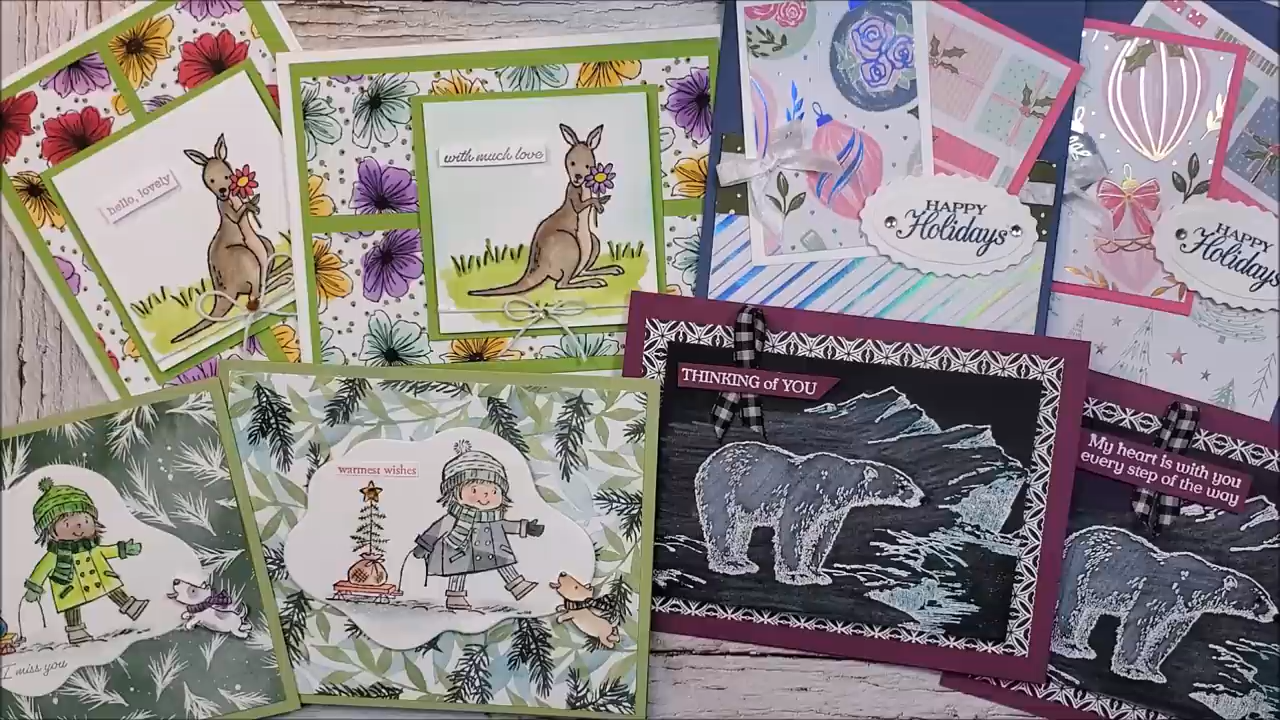 hello, lovely
with much love
HAPPY
Holidays
HAPPY
Holidays
THINKING of YOU
My heart is with you
every step of the way
warmest wishes
I miss you